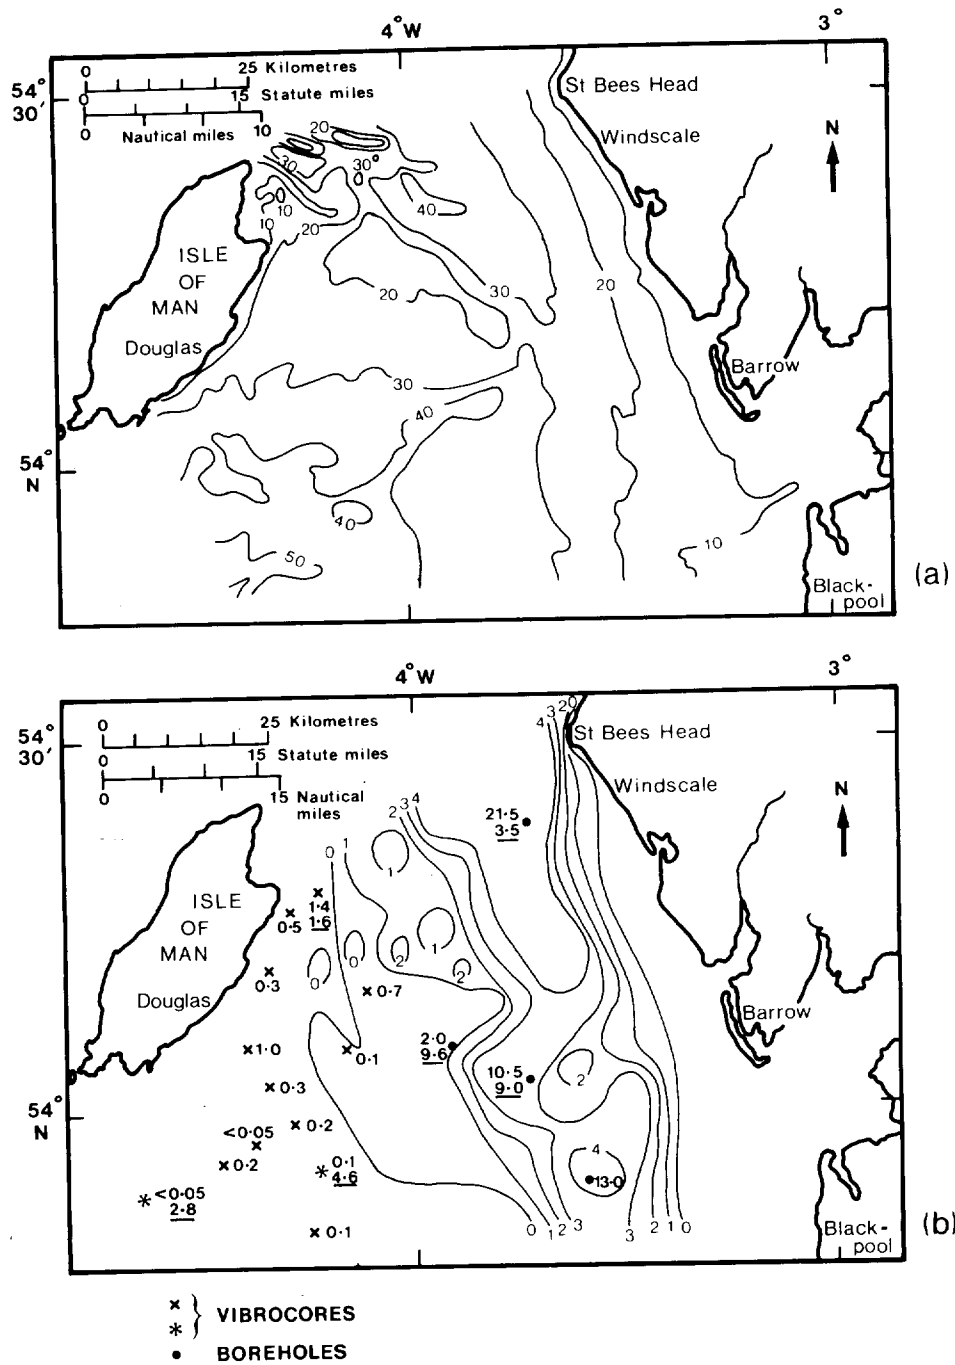 4°W
3°
54°
30′
0
25 Kilometres
0
15 Statute miles
0
Nautical miles
10
St Bees Head
Windscale
N
20
30
30°
10
10
20
40
ISLE
OF
MAN
Douglas
20
30
20
Barrow
30
40
54°
N
40
50
10
Black-
pool
(a)
4°W
3°
54°
30′
0
25 Kilometres
0
15 Statute miles
0
15 Nautical
miles
4
3
2
0
St Bees Head
Windscale
N
21·5
3·5
0
1
2
3
4
1
ISLE
OF
MAN
Douglas
1·4
1·6
0·5
0
0
2
1
2
0·3
0·7
Barrow
1·0
0·1
2·0
9·6
10·5
9·0
2
0·3
54°
N
0·2
<0·05
0·2
0·1
4·6
4
13·0
<0·05
2·8
0·1
0
1
2
3
3
2
1
0
Black-
pool
(b)
× } VIBROCORES
*
● BOREHOLES